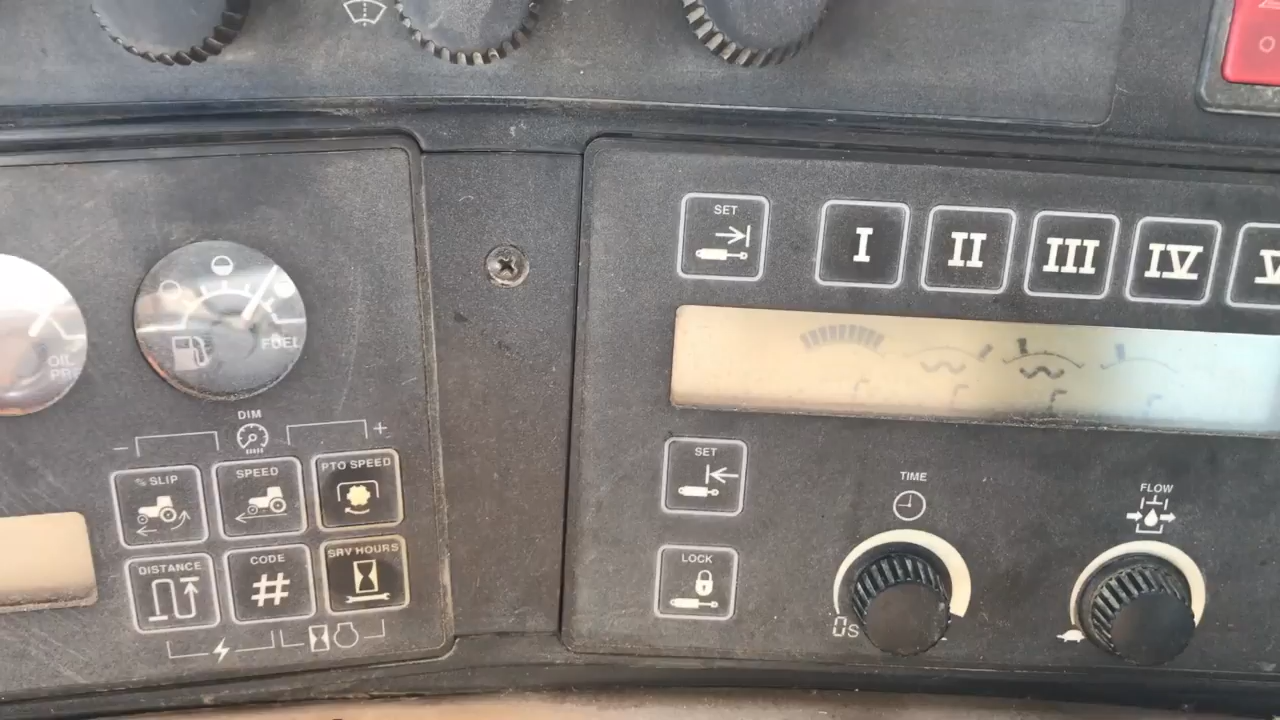 SET
I
II
III
IV
V
OIL
PR
FUEL
DIM
− +
% SLIP
SPEED
PTO SPEED
SET
TIME
FLOW
DISTANCE
CODE
#
SRV HOURS
LOCK
0s